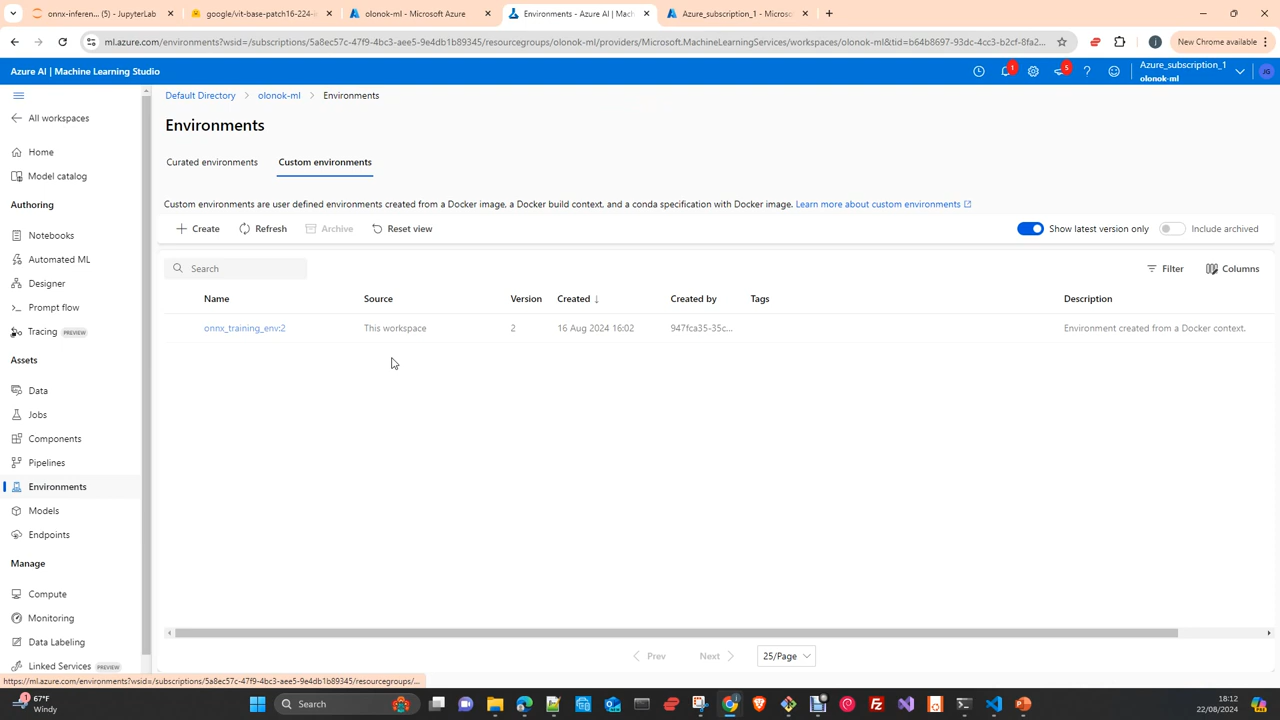 onnx-inferen... (5) - JupyterLab
google/vit-base-patch16-224-i
olonok-ml - Microsoft Azure
Environments - Azure AI | Mach
Azure_subscription_1 - Microso
ml.azure.com/environments?wsid=/subscriptions/5a8ec57c-47f9-4bc3-aee5-9e4db1b89345/resourcegroups/olonok-ml/providers/Microsoft.MachineLearningServices/workspaces/olonok-ml&tid=b64b8697-93dc-4cc3-b2cf-8fa2...
New Chrome available
Azure AI | Machine Learning Studio
1
5
Azure_subscription_1
olonok-ml
JG
All workspaces
Home
Model catalog
Authoring
Notebooks
Automated ML
Designer
Prompt flow
Tracing PREVIEW
Assets
Data
Jobs
Components
Pipelines
Environments
Models
Endpoints
Manage
Compute
Monitoring
Data Labeling
Linked Services PREVIEW
Default Directory > olonok-ml > Environments
Environments
Curated environments Custom environments
Custom environments are user defined environments created from a Docker image, a Docker build context, and a conda specification with Docker image. Learn more about custom environments
Create Refresh Archive Reset view Show latest version only Include archived
Search Filter Columns
Name Source Version Created ↓ Created by Tags Description
onnx_training_env:2 This workspace 2 16 Aug 2024 16:02 947fca35-35c... Environment created from a Docker context.
Prev Next 25/Page
https://ml.azure.com/environments?wsid=/subscriptions/5a8ec57c-47f9-4bc3-aee5-9e4db1b89345/resourcegroups/...
1
67°F
Windy
Search
18:12
22/08/2024